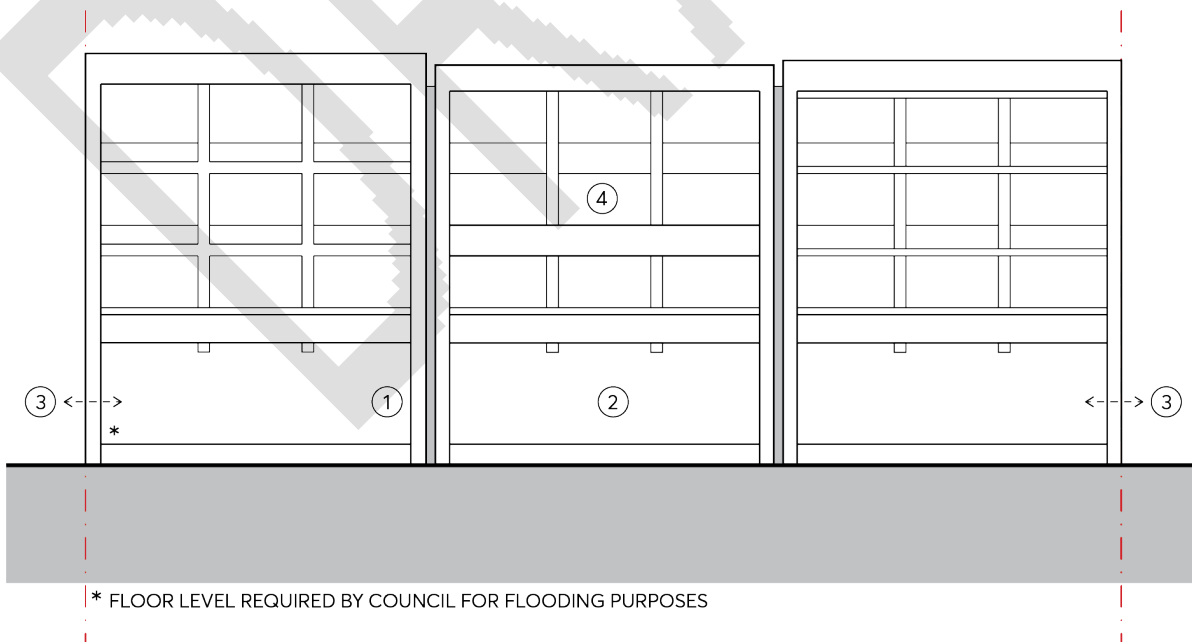 4
3 1 2 3
*
* FLOOR LEVEL REQUIRED BY COUNCIL FOR FLOODING PURPOSES